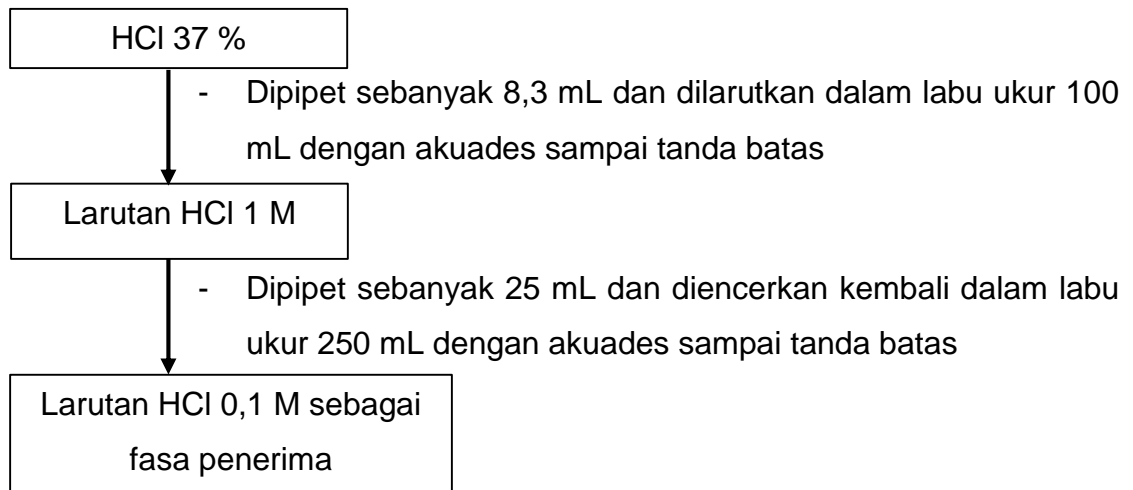 HCl 37 %
- Dipipet sebanyak 8,3 mL dan dilarutkan dalam labu ukur 100
mL dengan akuades sampai tanda batas
Larutan HCl 1 M
- Dipipet sebanyak 25 mL dan diencerkan kembali dalam labu
ukur 250 mL dengan akuades sampai tanda batas
Larutan HCl 0,1 M sebagai
fasa penerima